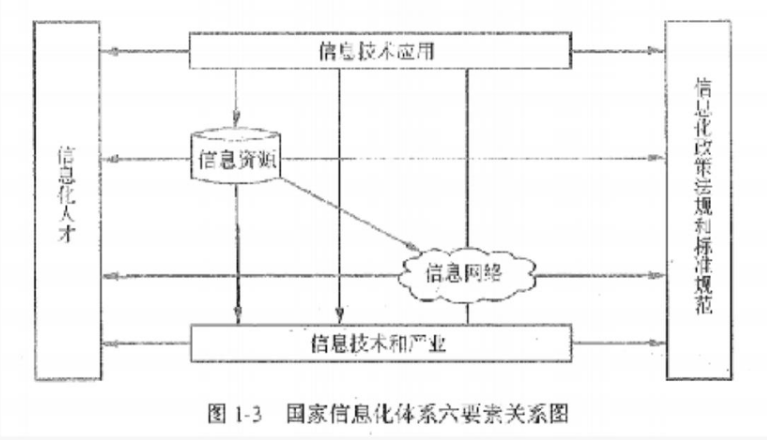 信息技术应用
信息化人才
信息资源
信息化政策法规和标准规范
信息网络
信息技术和产业
图 1-3 国家信息化体系六要素关系图